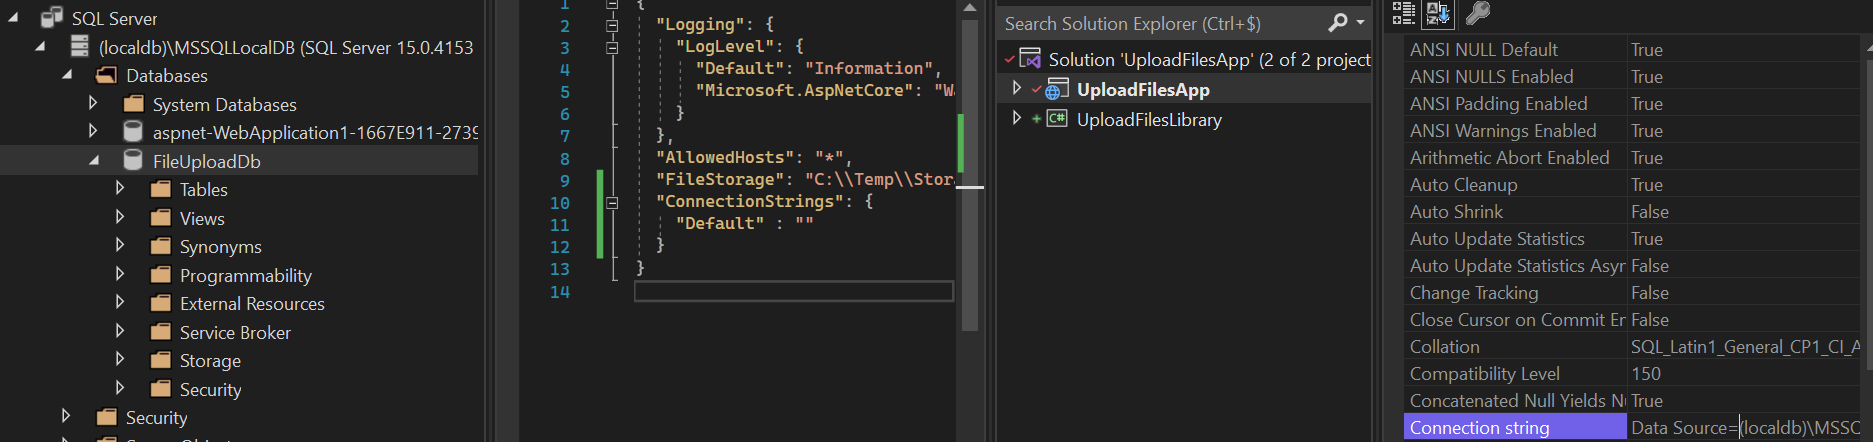 SQL Server
(localdb)\MSSQLLocalDB (SQL Server 15.0.4153
Databases
System Databases
aspnet-WebApplication1-1667E911-2739
FileUploadDb
Tables
Views
Synonyms
Programmability
External Resources
Service Broker
Storage
Security
Security
1 {
2 "Logging": {
3 "LogLevel": {
4 "Default": "Information",
5 "Microsoft.AspNetCore": "Wa
6 }
7 },
8 "AllowedHosts": "*",
9 "FileStorage": "C:\\Temp\\Stor
10 "ConnectionStrings": {
11 "Default" : ""
12 }
13 }
14
Search Solution Explorer (Ctrl+$)
Solution 'UploadFilesApp' (2 of 2 project
UploadFilesApp
C# UploadFilesLibrary
ANSI NULL Default True
ANSI NULLS Enabled True
ANSI Padding Enabled True
ANSI Warnings Enabled True
Arithmetic Abort Enabled True
Auto Cleanup True
Auto Shrink False
Auto Update Statistics True
Auto Update Statistics Asyr False
Change Tracking False
Close Cursor on Commit Er False
Collation SQL_Latin1_General_CP1_CI_A
Compatibility Level 150
Concatenated Null Yields Nu True
Connection string Data Source=(localdb)\MSSQ